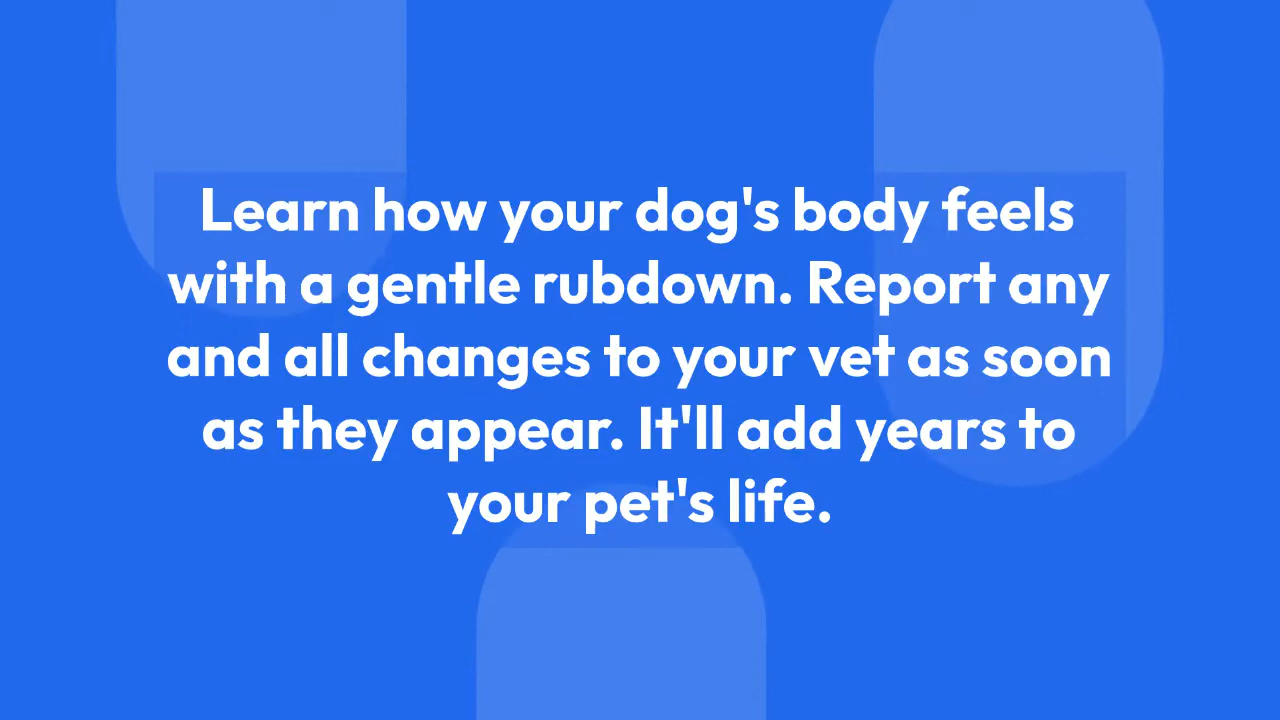 Learn how your dog's body feels
with a gentle rubdown. Report any
and all changes to your vet as soon
as they appear. It'll add years to
your pet's life.